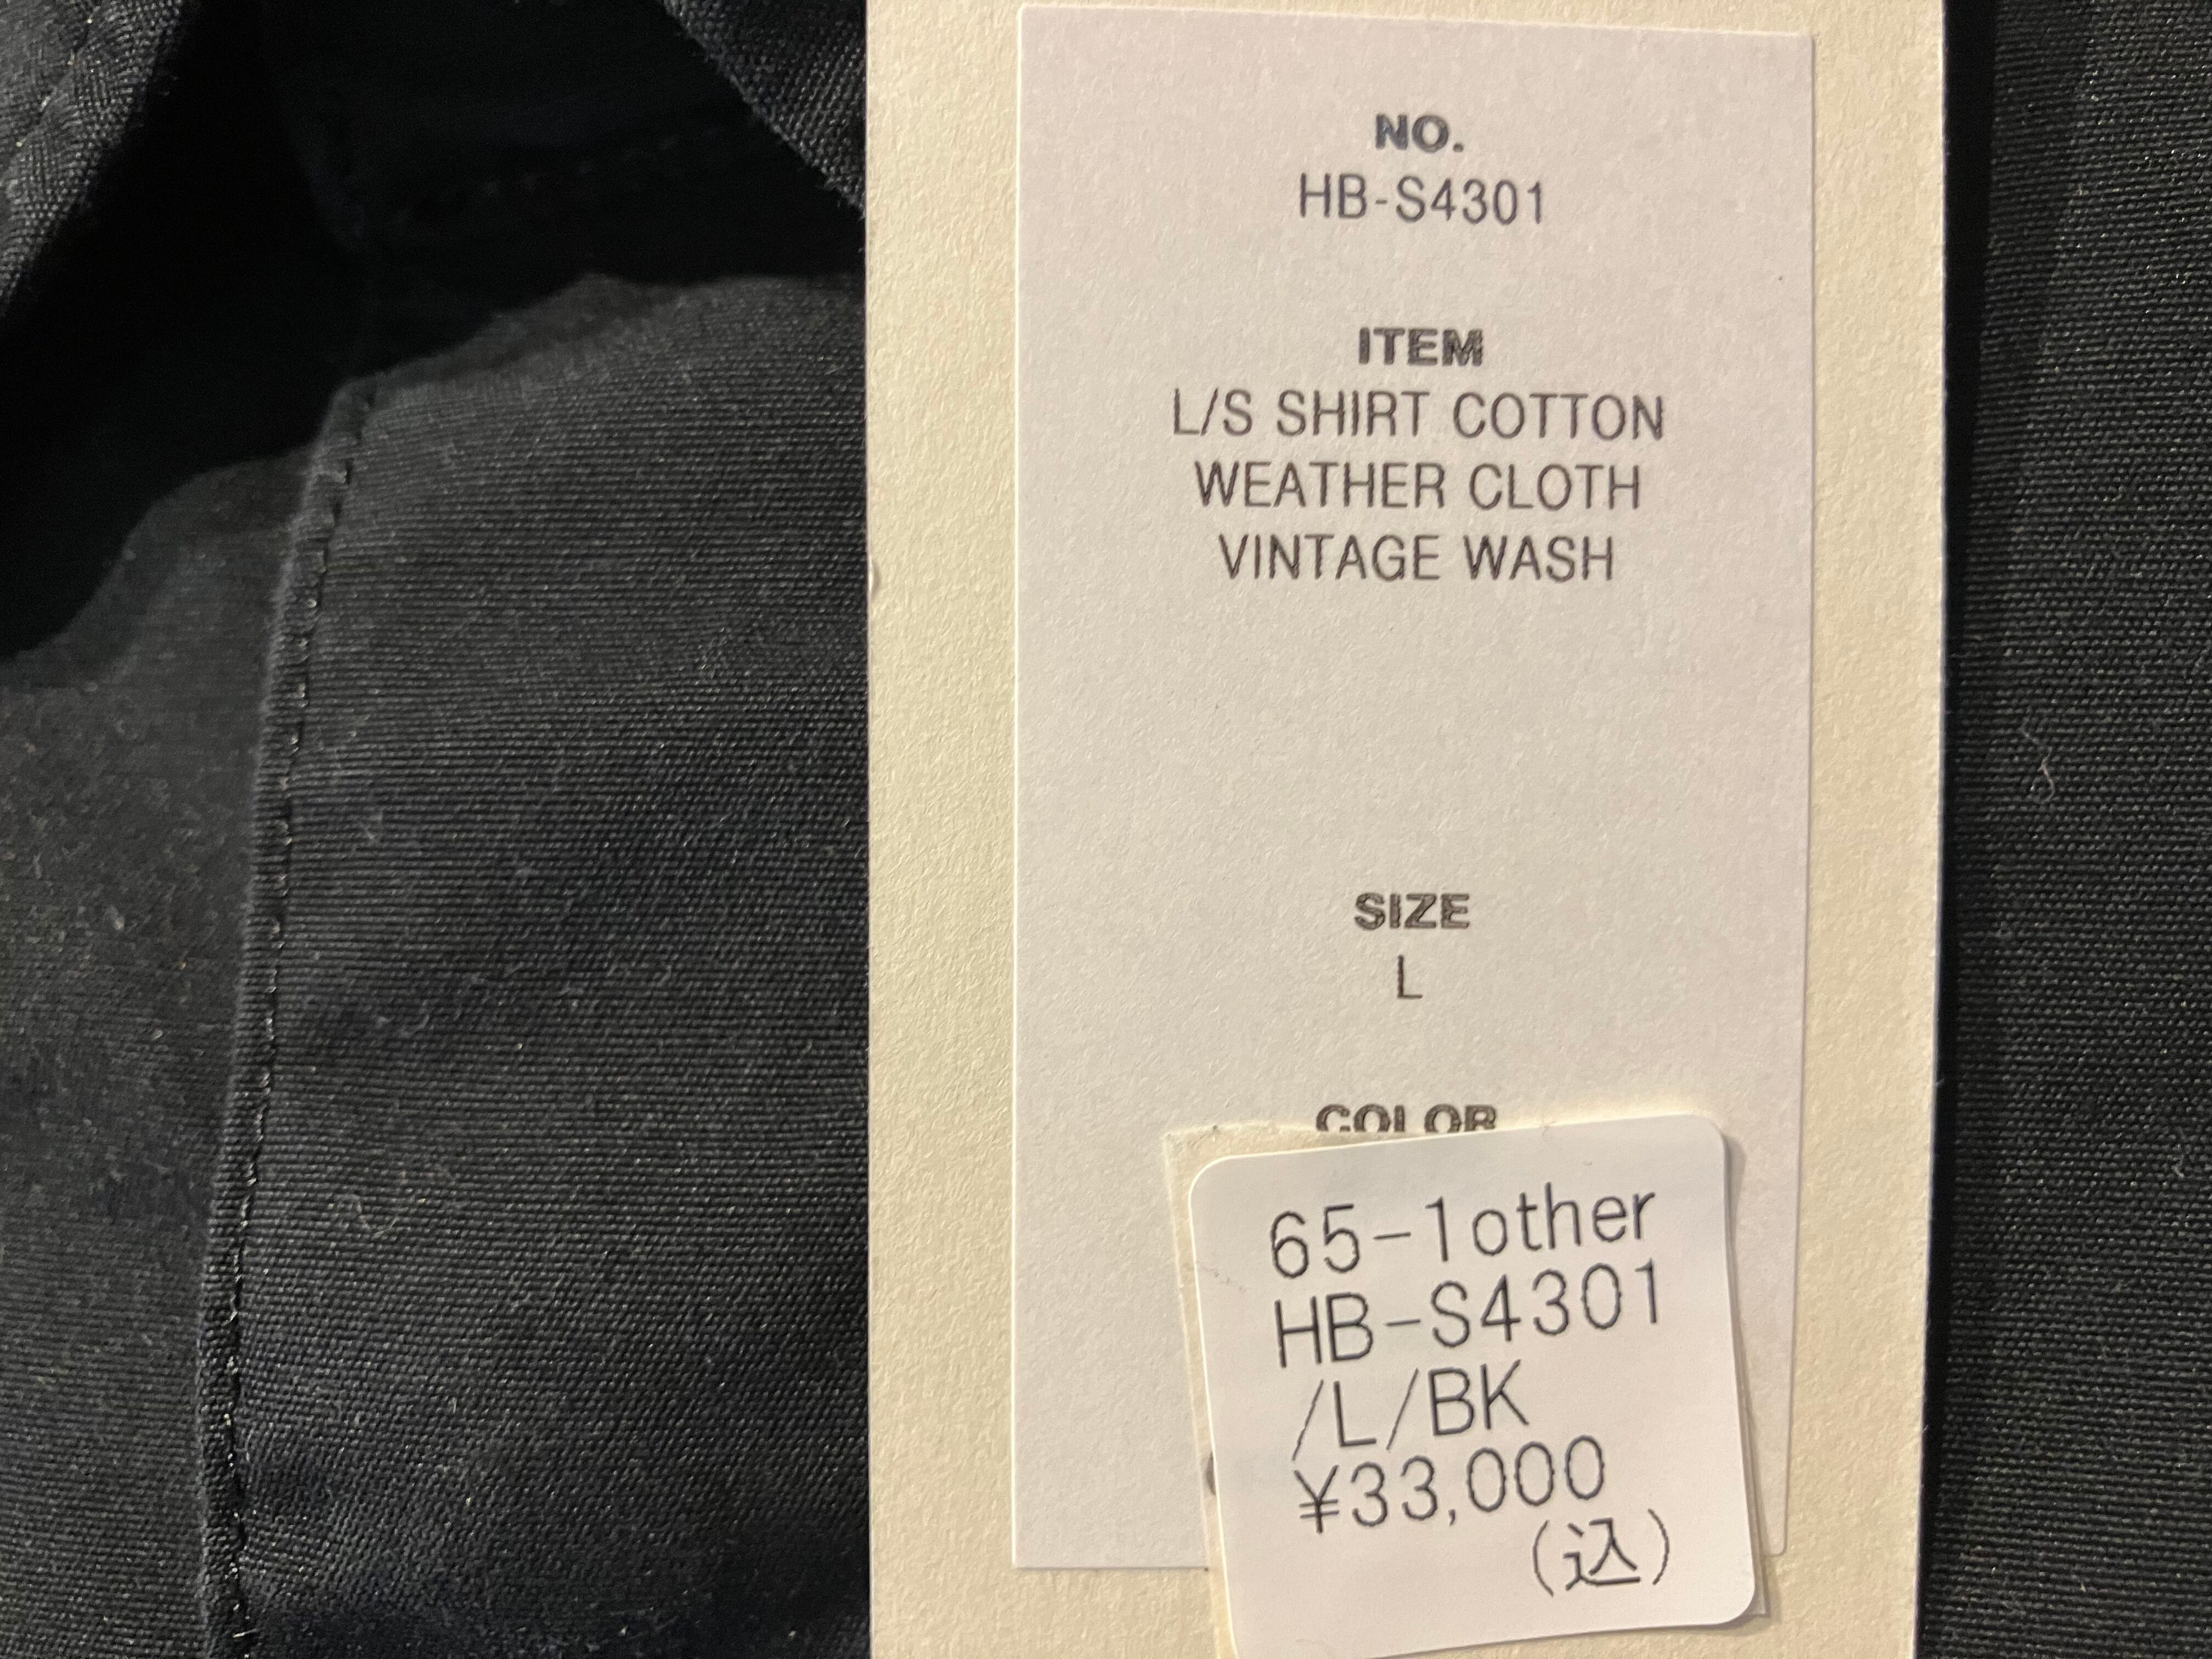 NO.
HB-S4301
ITEM
L/S SHIRT COTTON
WEATHER CLOTH
VINTAGE WASH
SIZE
L
COLOR
65-1other
HB-S4301
/L/BK
¥33,000
(込)